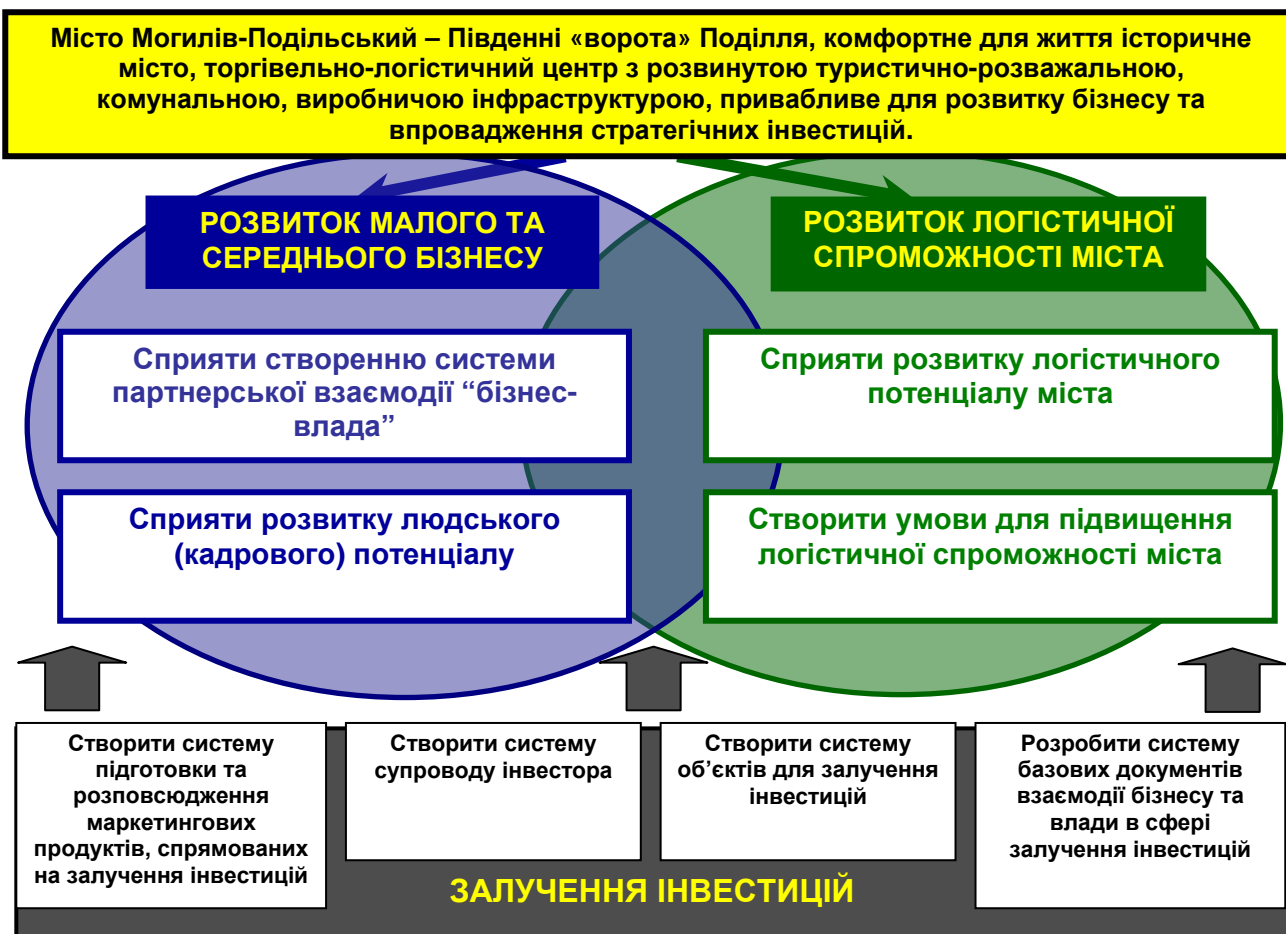 Місто Могилів-Подільський – Південні «ворота» Поділля, комфортне для життя історичне
місто, торгівельно-логістичний центр з розвинутою туристично-розважальною,
комунальною, виробничою інфраструктурою, привабливе для розвитку бізнесу та
впровадження стратегічних інвестицій.
РОЗВИТОК МАЛОГО ТА
СЕРЕДНЬОГО БІЗНЕСУ
РОЗВИТОК ЛОГІСТИЧНОЇ
СПРОМОЖНОСТІ МІСТА
Сприяти створенню системи
партнерської взаємодії “бізнес-
влада”
Сприяти розвитку логістичного
потенціалу міста
Сприяти розвитку людського
(кадрового) потенціалу
Створити умови для підвищення
логістичної спроможності міста
Створити систему
підготовки та
розповсюдження
маркетингових
продуктів, спрямованих
на залучення інвестицій
Створити систему
супроводу інвестора
Створити систему
об’єктів для залучення
інвестицій
Розробити систему
базових документів
взаємодії бізнесу та
влади в сфері
залучення інвестицій
ЗАЛУЧЕННЯ ІНВЕСТИЦІЙ